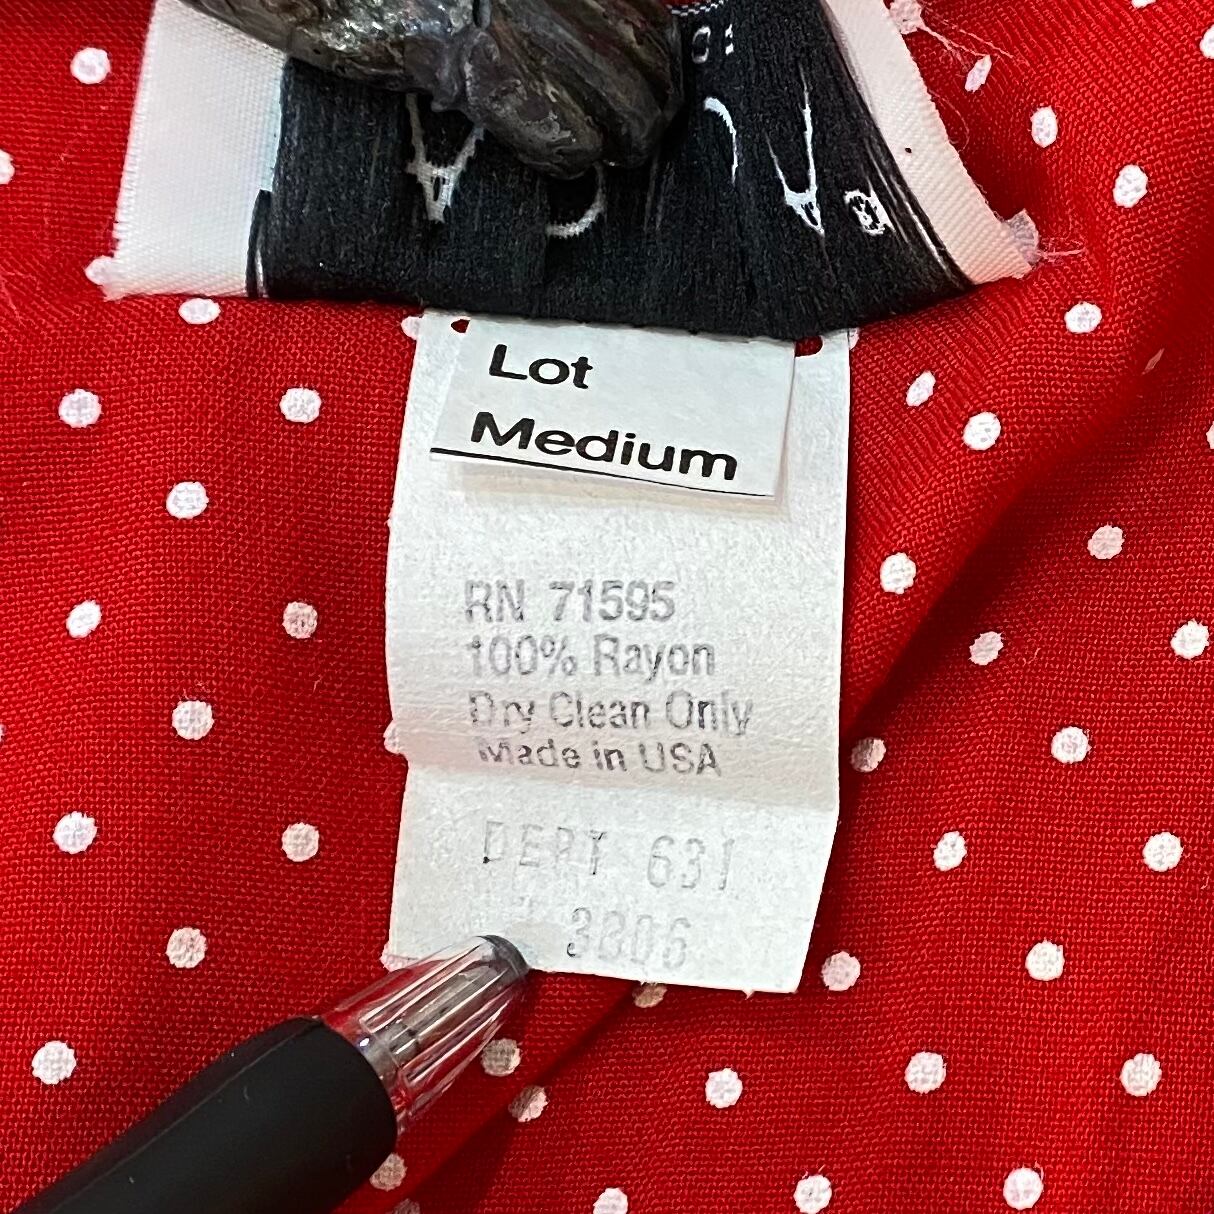 Lot
Medium
RN 71595
100% Rayon
Dry Clean Only
Made in USA
DEPT 631
3806